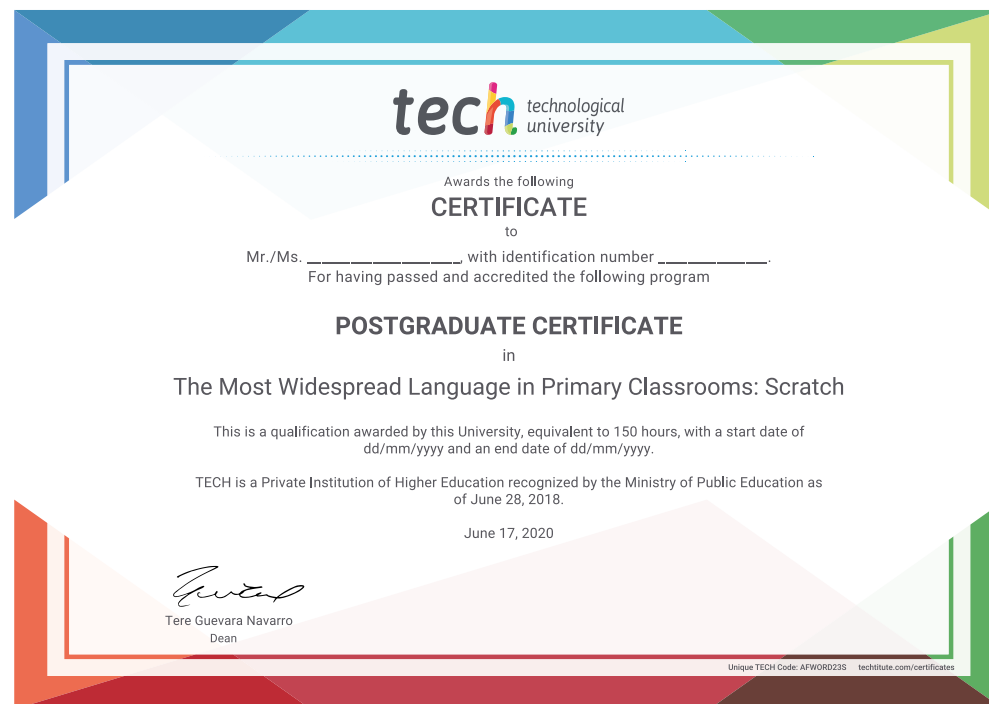 tech technological
university
Awards the following
CERTIFICATE
to
Mr./Ms. __________________, with identification number _____________.
For having passed and accredited the following program
POSTGRADUATE CERTIFICATE
in
The Most Widespread Language in Primary Classrooms: Scratch
This is a qualification awarded by this University, equivalent to 150 hours, with a start date of
dd/mm/yyyy and an end date of dd/mm/yyyy.
TECH is a Private Institution of Higher Education recognized by the Ministry of Public Education as
of June 28, 2018.
June 17, 2020
Tere Guevara Navarro
Dean
Unique TECH Code: AFWORD23S techtitute.com/certificates